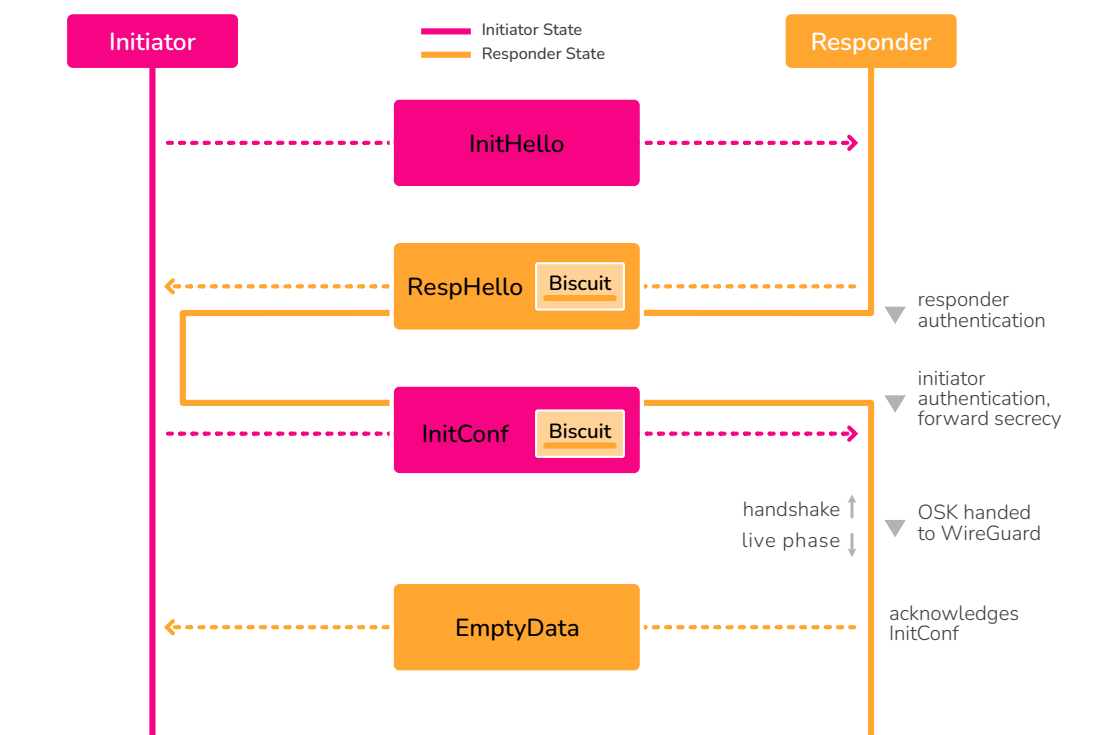 Initiator
Initiator State
Responder State
Responder
InitHello
RespHello
Biscuit
responder
authentication
initiator
authentication,
forward secrecy
InitConf
Biscuit
handshake
live phase
OSK handed
to WireGuard
EmptyData
acknowledges
InitConf